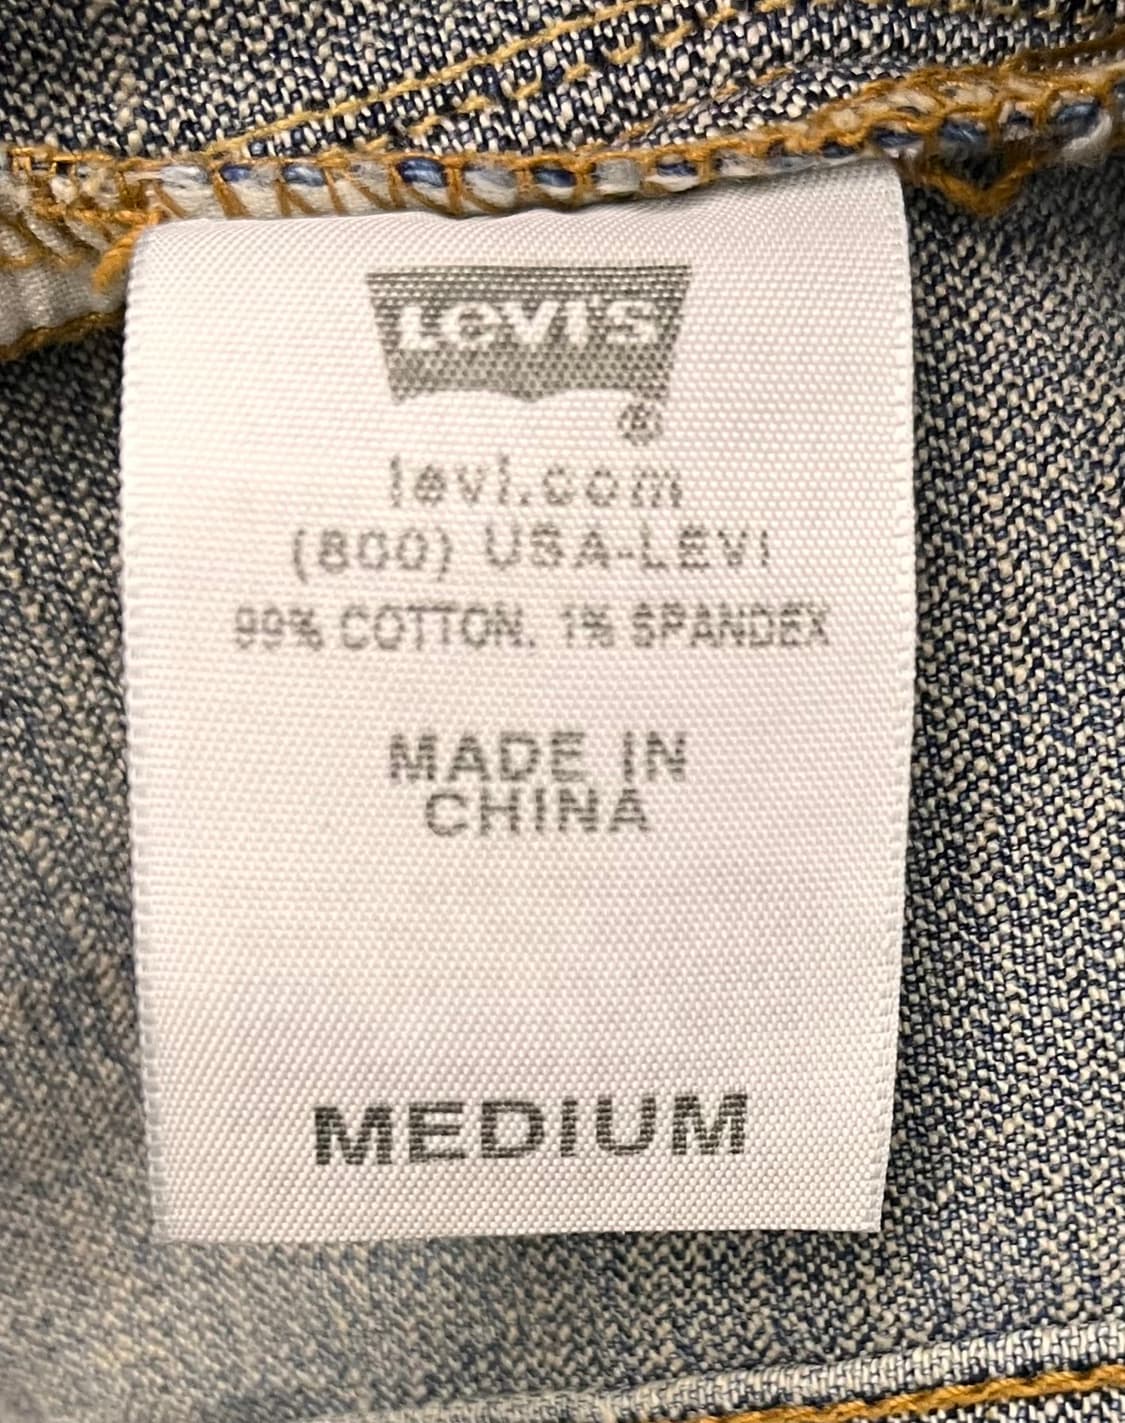 LEVI'S
®
levi.com
(800) USA-LEVI
99% COTTON, 1% SPANDEX
MADE IN
CHINA
MEDIUM